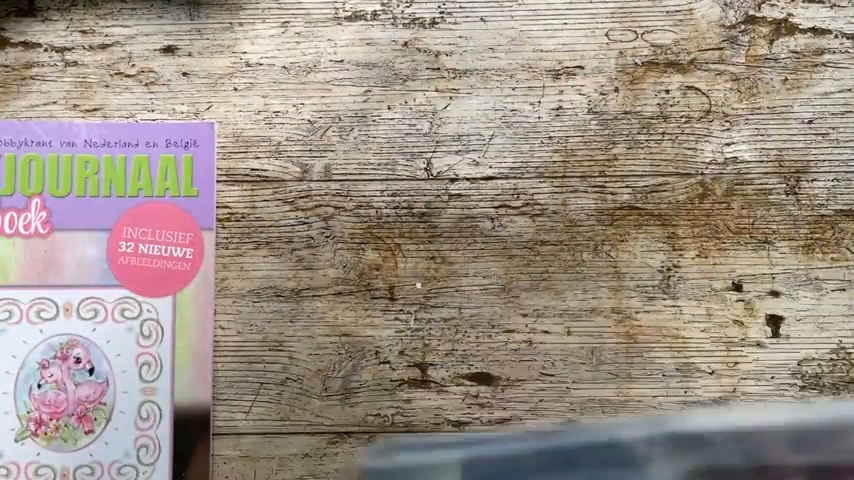 obbykrant van Nederland en België
JOURNAAL
oek
INCLUSIEF
32 NIEUWE
AFBEELDINGEN